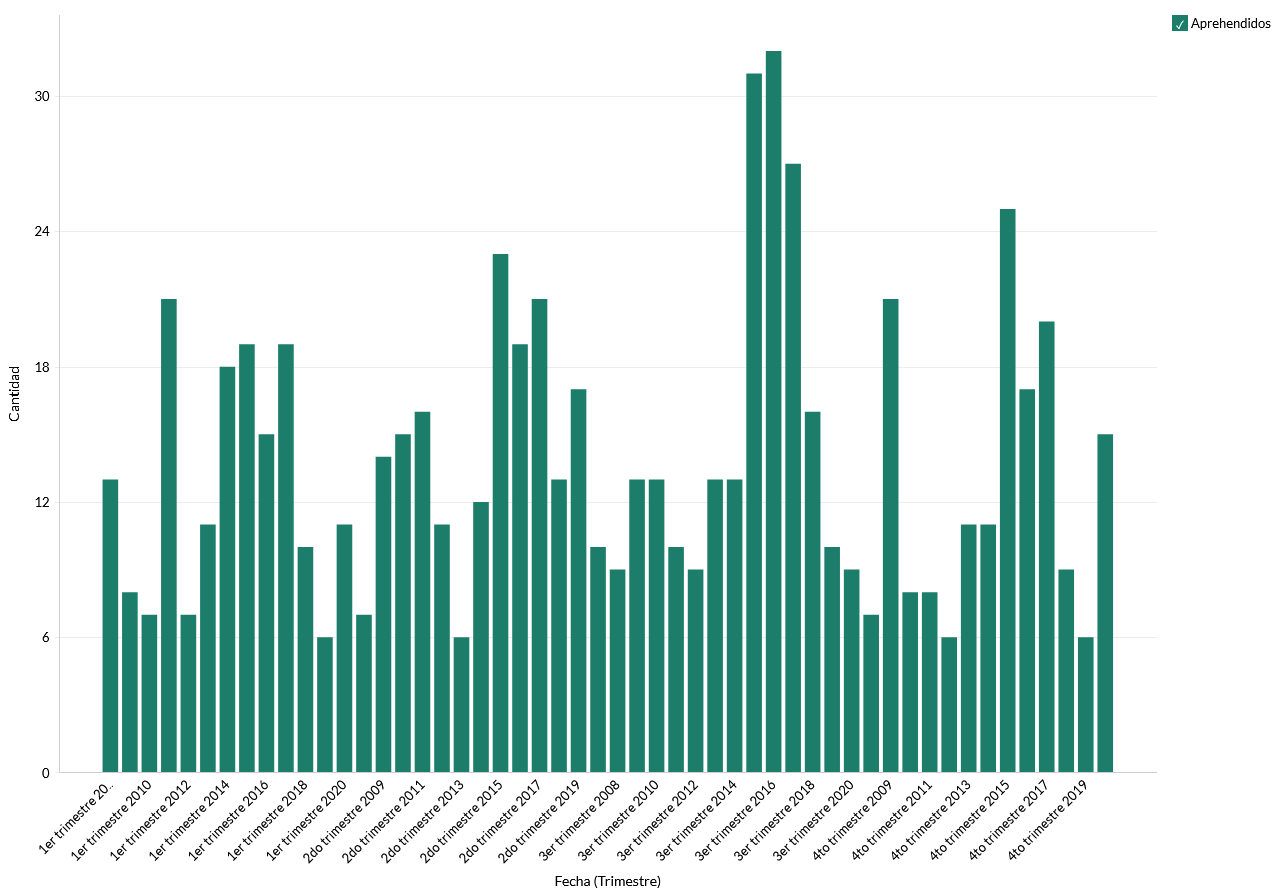 Aprehendidos
30
24
18
12
6
0
Cantidad
1er trimestre 20..
1er trimestre 2010
1er trimestre 2012
1er trimestre 2014
1er trimestre 2016
1er trimestre 2018
1er trimestre 2020
2do trimestre 2009
2do trimestre 2011
2do trimestre 2013
2do trimestre 2015
2do trimestre 2017
2do trimestre 2019
3er trimestre 2008
3er trimestre 2010
3er trimestre 2012
3er trimestre 2014
3er trimestre 2016
3er trimestre 2018
3er trimestre 2020
4to trimestre 2009
4to trimestre 2011
4to trimestre 2013
4to trimestre 2015
4to trimestre 2017
4to trimestre 2019
Fecha (Trimestre)